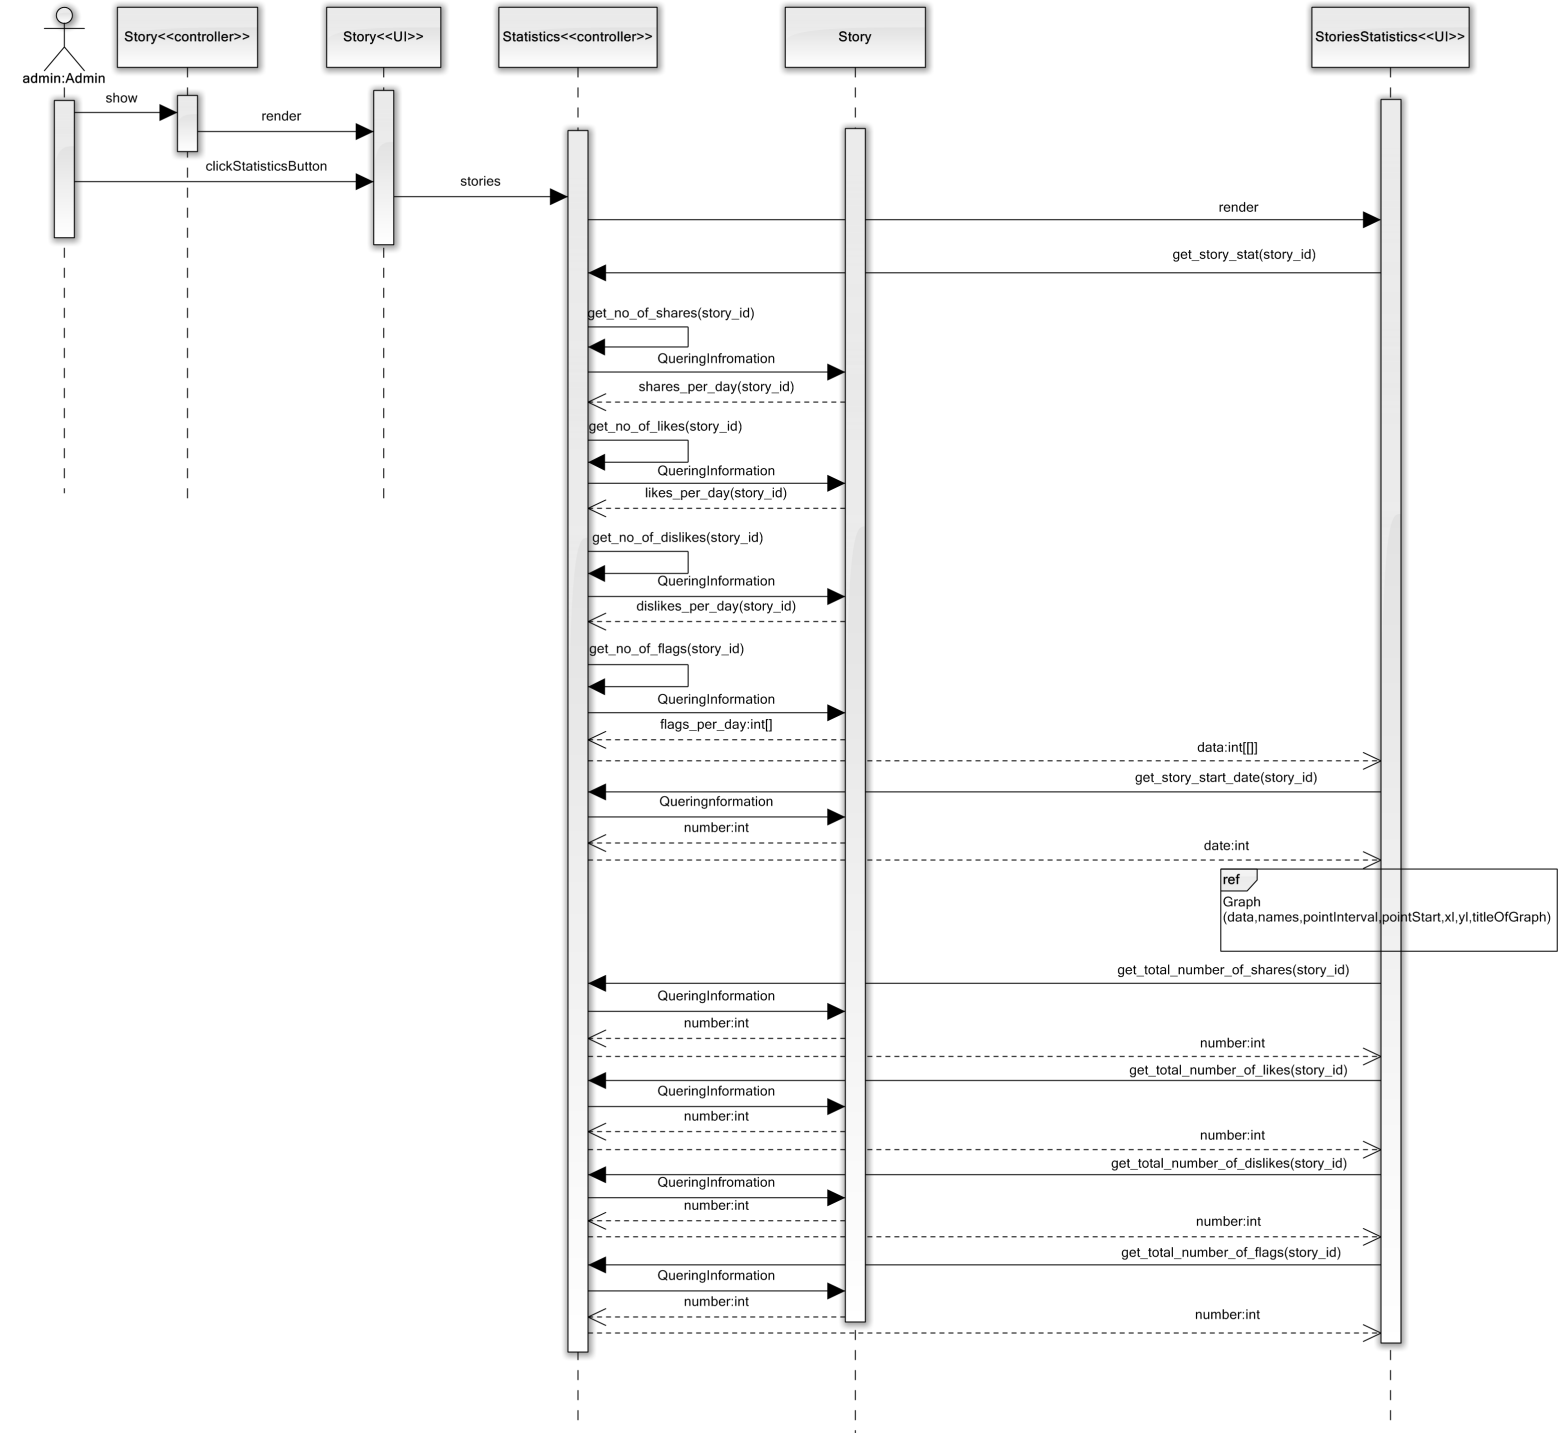 Story<<controller>>
Story<<UI>>
Statistics<<controller>>
Story
StoriesStatistics<<UI>>
admin:Admin
show
render
clickStatisticsButton
stories
render
get_story_stat(story_id)
get_no_of_shares(story_id)
QueringInfromation
shares_per_day(story_id)
get_no_of_likes(story_id)
QueringInformation
likes_per_day(story_id)
get_no_of_dislikes(story_id)
QueringInformation
dislikes_per_day(story_id)
get_no_of_flags(story_id)
QueringInformation
flags_per_day:int[]
data:int[[]]
get_story_start_date(story_id)
Queringnformation
number:int
date:int
ref
Graph
(data,names,pointInterval,pointStart,xl,yl,titleOfGraph)
get_total_number_of_shares(story_id)
QueringInformation
number:int
number:int
get_total_number_of_likes(story_id)
QueringInformation
number:int
number:int
get_total_number_of_dislikes(story_id)
QueringInfromation
number:int
number:int
get_total_number_of_flags(story_id)
QueringInformation
number:int
number:int